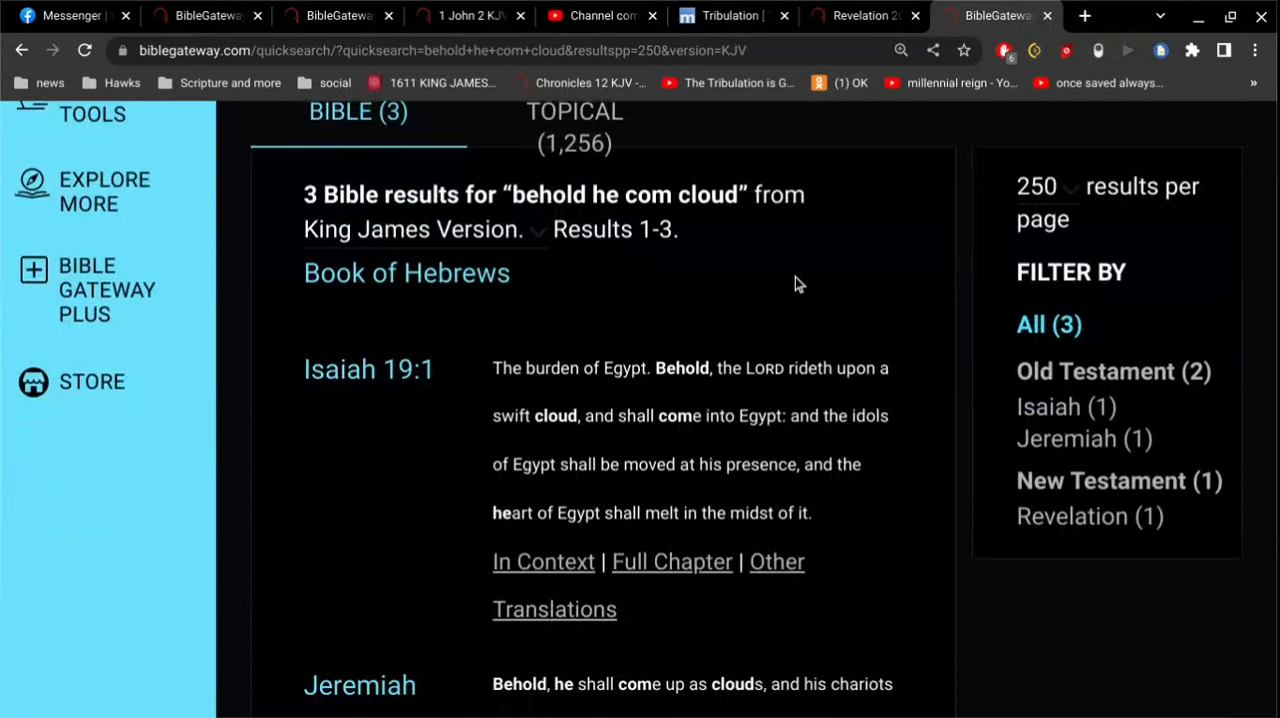 Messenger |
BibleGateway
BibleGateway
1 John 2 KJV
Channel com
Tribulation [
Revelation 20
BibleGateway
biblegateway.com/quicksearch/?quicksearch=behold+he+com+cloud&resultspp=250&version=KJV
6
news
Hawks
Scripture and more
social
1611 KING JAMES...
Chronicles 12 KJV -...
The Tribulation is G...
(1) OK
millennial reign - Yo...
once saved always...
»
TOOLS
EXPLORE
MORE
BIBLE
GATEWAY
PLUS
STORE
BIBLE (3)
TOPICAL
(1,256)
3 Bible results for “behold he com cloud” from
King James Version. Results 1-3.
Book of Hebrews
Isaiah 19:1
The burden of Egypt. Behold, the LORD rideth upon a
swift cloud, and shall come into Egypt: and the idols
of Egypt shall be moved at his presence, and the
heart of Egypt shall melt in the midst of it.
In Context | Full Chapter | Other
Translations
Jeremiah
Behold, he shall come up as clouds, and his chariots
250 results per
page
FILTER BY
All (3)
Old Testament (2)
Isaiah (1)
Jeremiah (1)
New Testament (1)
Revelation (1)